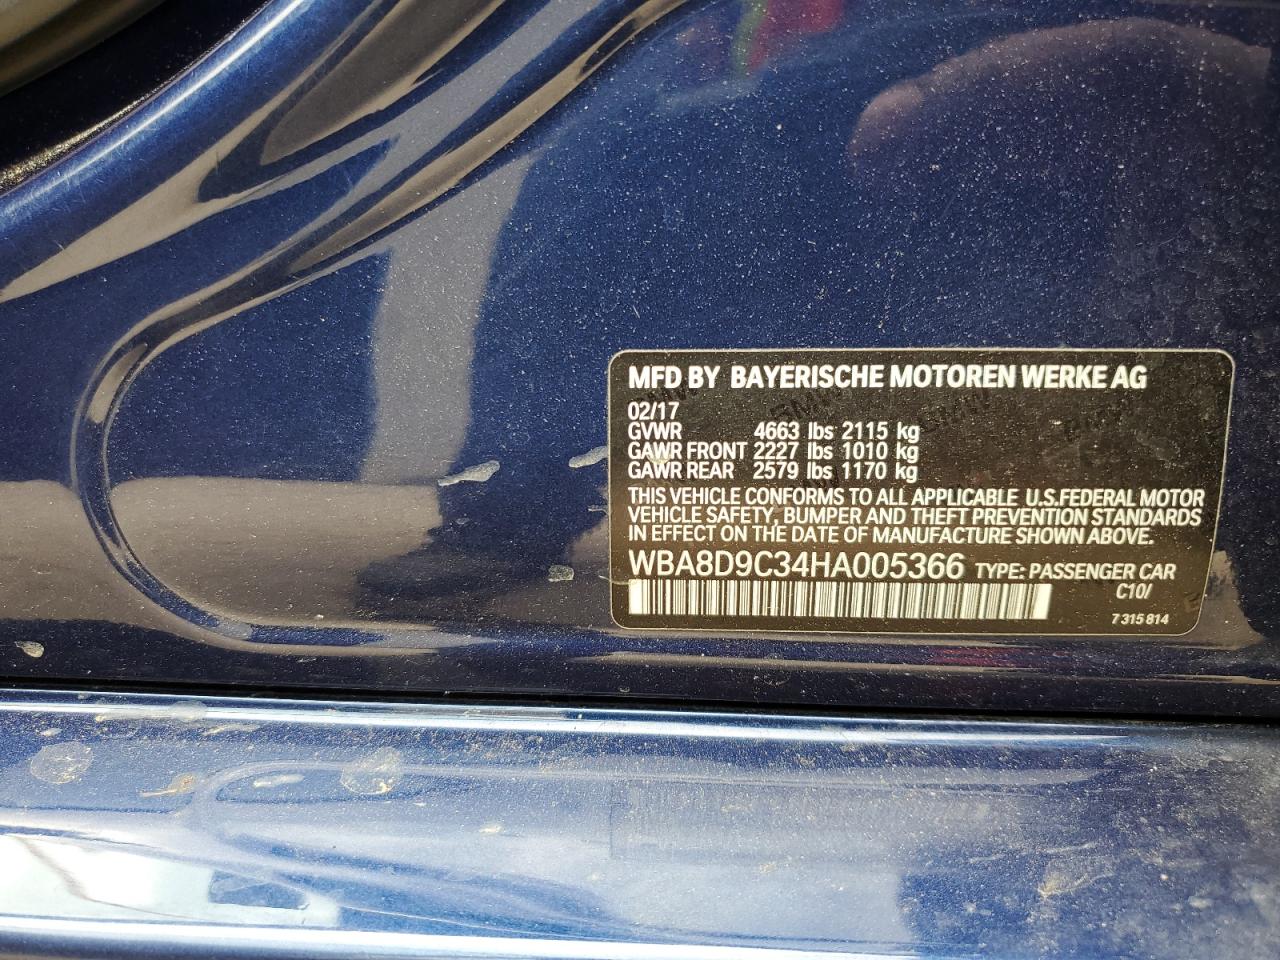 MFD BY BAYERISCHE MOTOREN WERKE AG
02/17
GVWR 4663 lbs 2115 kg
GAWR FRONT 2227 lbs 1010 kg
GAWR REAR 2579 lbs 1170 kg
THIS VEHICLE CONFORMS TO ALL APPLICABLE U.S.FEDERAL MOTOR
VEHICLE SAFETY, BUMPER AND THEFT PREVENTION STANDARDS
IN EFFECT ON THE DATE OF MANUFACTURE SHOWN ABOVE.
WBA8D9C34HA005366 TYPE: PASSENGER CAR
C10/
7 315 814